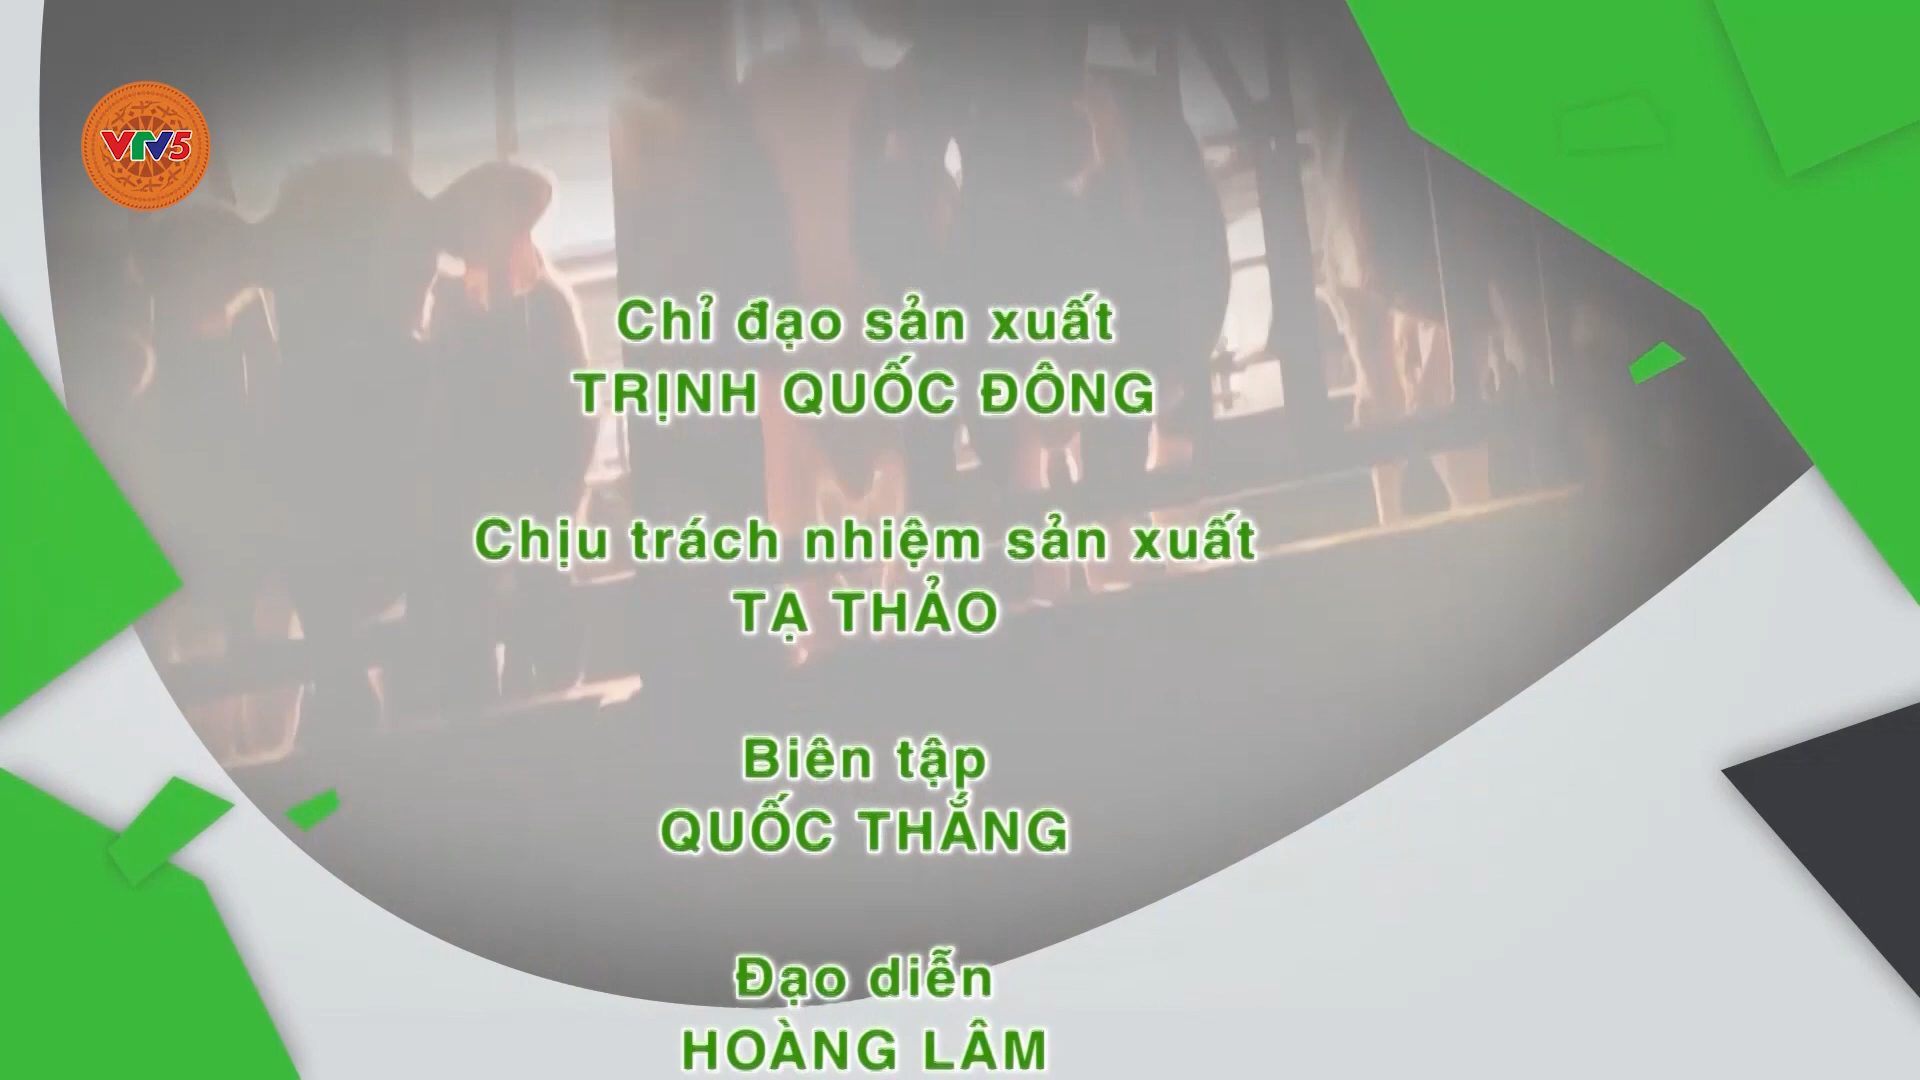 VTV5
Chỉ đạo sản xuất
TRỊNH QUỐC ĐÔNG
Chịu trách nhiệm sản xuất
TẠ THẢO
Biên tập
QUỐC THẮNG
Đạo diễn
HOÀNG LÂM